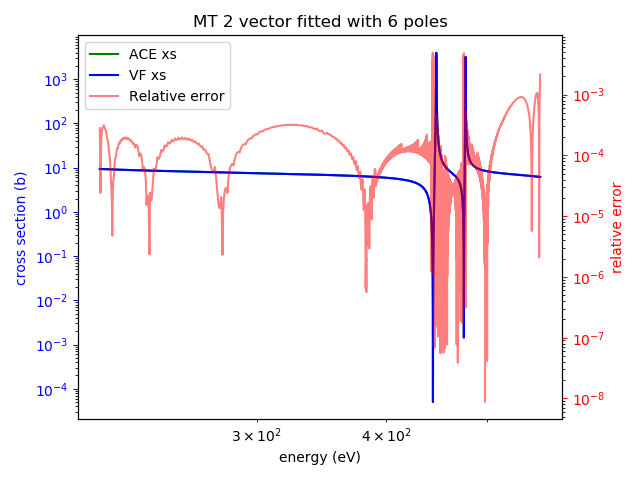 MT 2 vector fitted with 6 poles
ACE xs
VF xs
Relative error
10³
10²
10¹
10⁰
10⁻¹
10⁻²
10⁻³
10⁻⁴
cross section (b)
10⁻³
10⁻⁴
10⁻⁵
10⁻⁶
10⁻⁷
10⁻⁸
relative error
3 × 10² 4 × 10²
energy (eV)